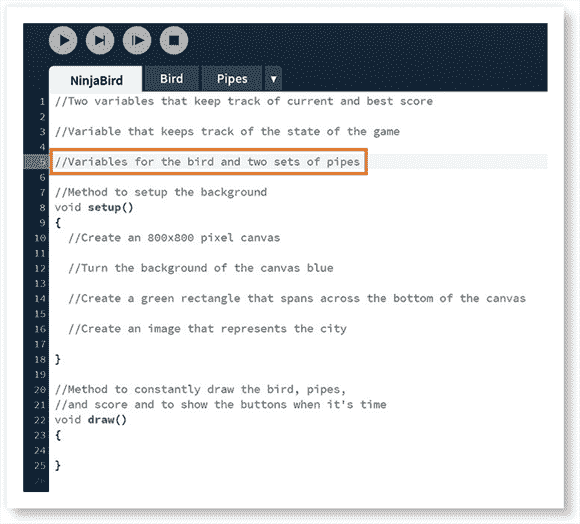 NinjaBird Bird Pipes ▼
1 //Two variables that keep track of current and best score
2
3 //Variable that keeps track of the state of the game
4
5 //Variables for the bird and two sets of pipes
6
7 //Method to setup the background
8 void setup()
9 {
10 //Create an 800x800 pixel canvas
11
12 //Turn the background of the canvas blue
13
14 //Create a green rectangle that spans across the bottom of the canvas
15
16 //Create an image that represents the city
17
18 }
19
20 //Method to constantly draw the bird, pipes,
21 //and score and to show the buttons when it's time
22 void draw()
23 {
24
25 }